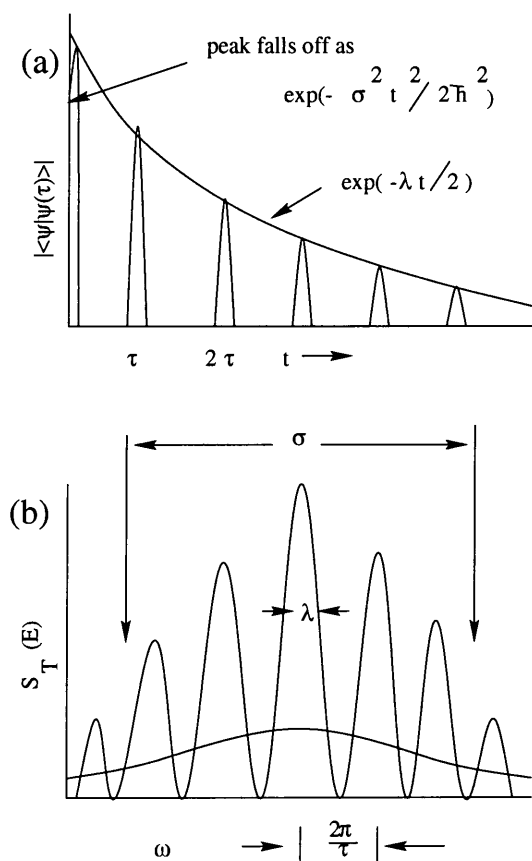 (a)
peak falls off as
exp(- σ² t² / 2ħ²)
exp(-λ t / 2)
|<ψ|ψ(τ)>|
τ 2 τ t
(b)
σ
λ
S_T (E)
ω 2π/τ